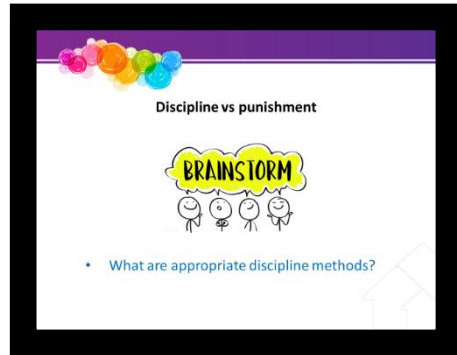 Discipline vs punishment
BRAINSTORM
• What are appropriate discipline methods?